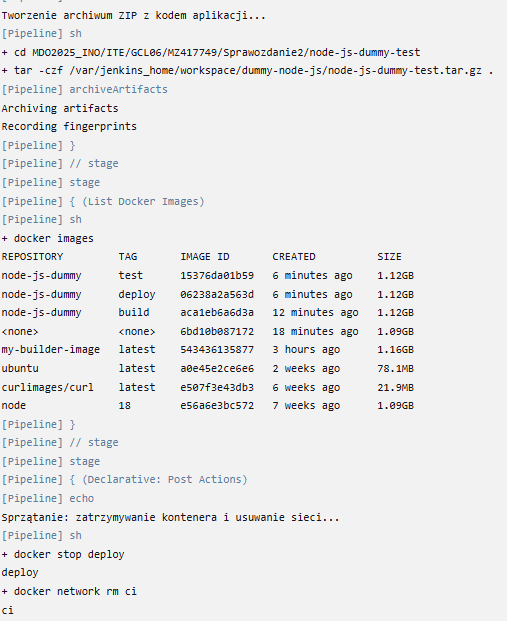 Tworzenie archiwum ZIP z kodem aplikacji...
[Pipeline] sh
+ cd MDO2025_INO/ITE/GCL06/MZ417749/Sprawozdanie2/node-js-dummy-test
+ tar -czf /var/jenkins_home/workspace/dummy-node-js/node-js-dummy-test.tar.gz .
[Pipeline] archiveArtifacts
Archiving artifacts
Recording fingerprints
[Pipeline] }
[Pipeline] // stage
[Pipeline] stage
[Pipeline] { (List Docker Images)
[Pipeline] sh
+ docker images
REPOSITORY TAG IMAGE ID CREATED SIZE
node-js-dummy test 15376da01b59 6 minutes ago 1.12GB
node-js-dummy deploy 06238a2a563d 6 minutes ago 1.12GB
node-js-dummy build aca1eb6a6d3a 12 minutes ago 1.12GB
<none> <none> 6bd10b087172 18 minutes ago 1.09GB
my-builder-image latest 543436135877 3 hours ago 1.16GB
ubuntu latest a0e45e2ce6e6 2 weeks ago 78.1MB
curlimages/curl latest e507f3e43db3 6 weeks ago 21.9MB
node 18 e56a6e3bc572 7 weeks ago 1.09GB
[Pipeline] }
[Pipeline] // stage
[Pipeline] stage
[Pipeline] { (Declarative: Post Actions)
[Pipeline] echo
Sprzątanie: zatrzymywanie kontenera i usuwanie sieci...
[Pipeline] sh
+ docker stop deploy
deploy
+ docker network rm ci
ci